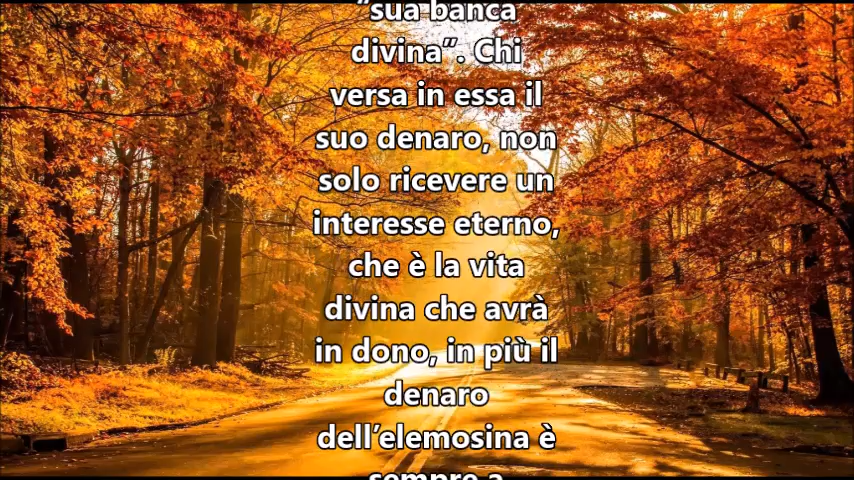 “sua banca
divina”. Chi
versa in essa il
suo denaro, non
solo ricevere un
interesse eterno,
che è la vita
divina che avrà
in dono, in più il
denaro
dell’elemosina è
sempre a